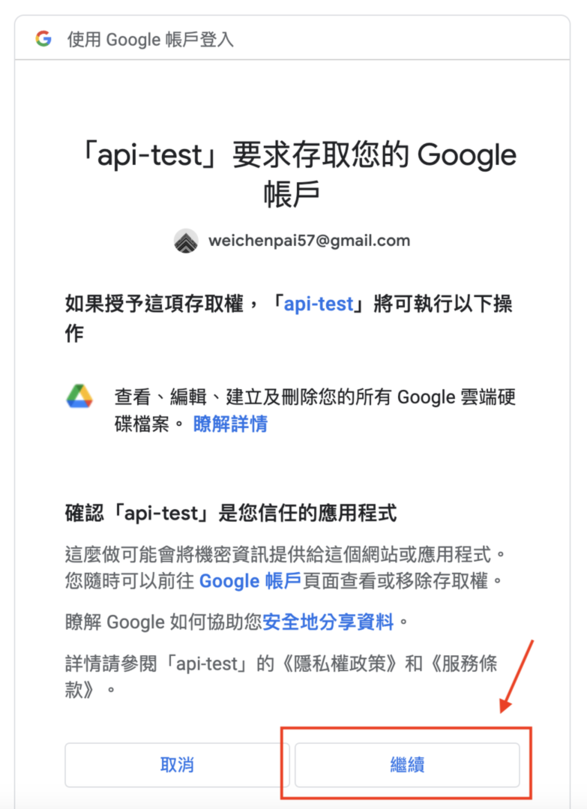 使用 Google 帳戶登入
「api-test」要求存取您的 Google
帳戶
weichenpai57@gmail.com
如果授予這項存取權，「api-test」將可執行以下操
作
查看、編輯、建立及刪除您的所有 Google 雲端硬
碟檔案。瞭解詳情
確認「api-test」是您信任的應用程式
這麼做可能會將機密資訊提供給這個網站或應用程式。
您隨時可以前往 Google 帳戶頁面查看或移除存取權。
瞭解 Google 如何協助您安全地分享資料。
詳情請參閱「api-test」的《隱私權政策》和《服務條
款》。
取消
繼續